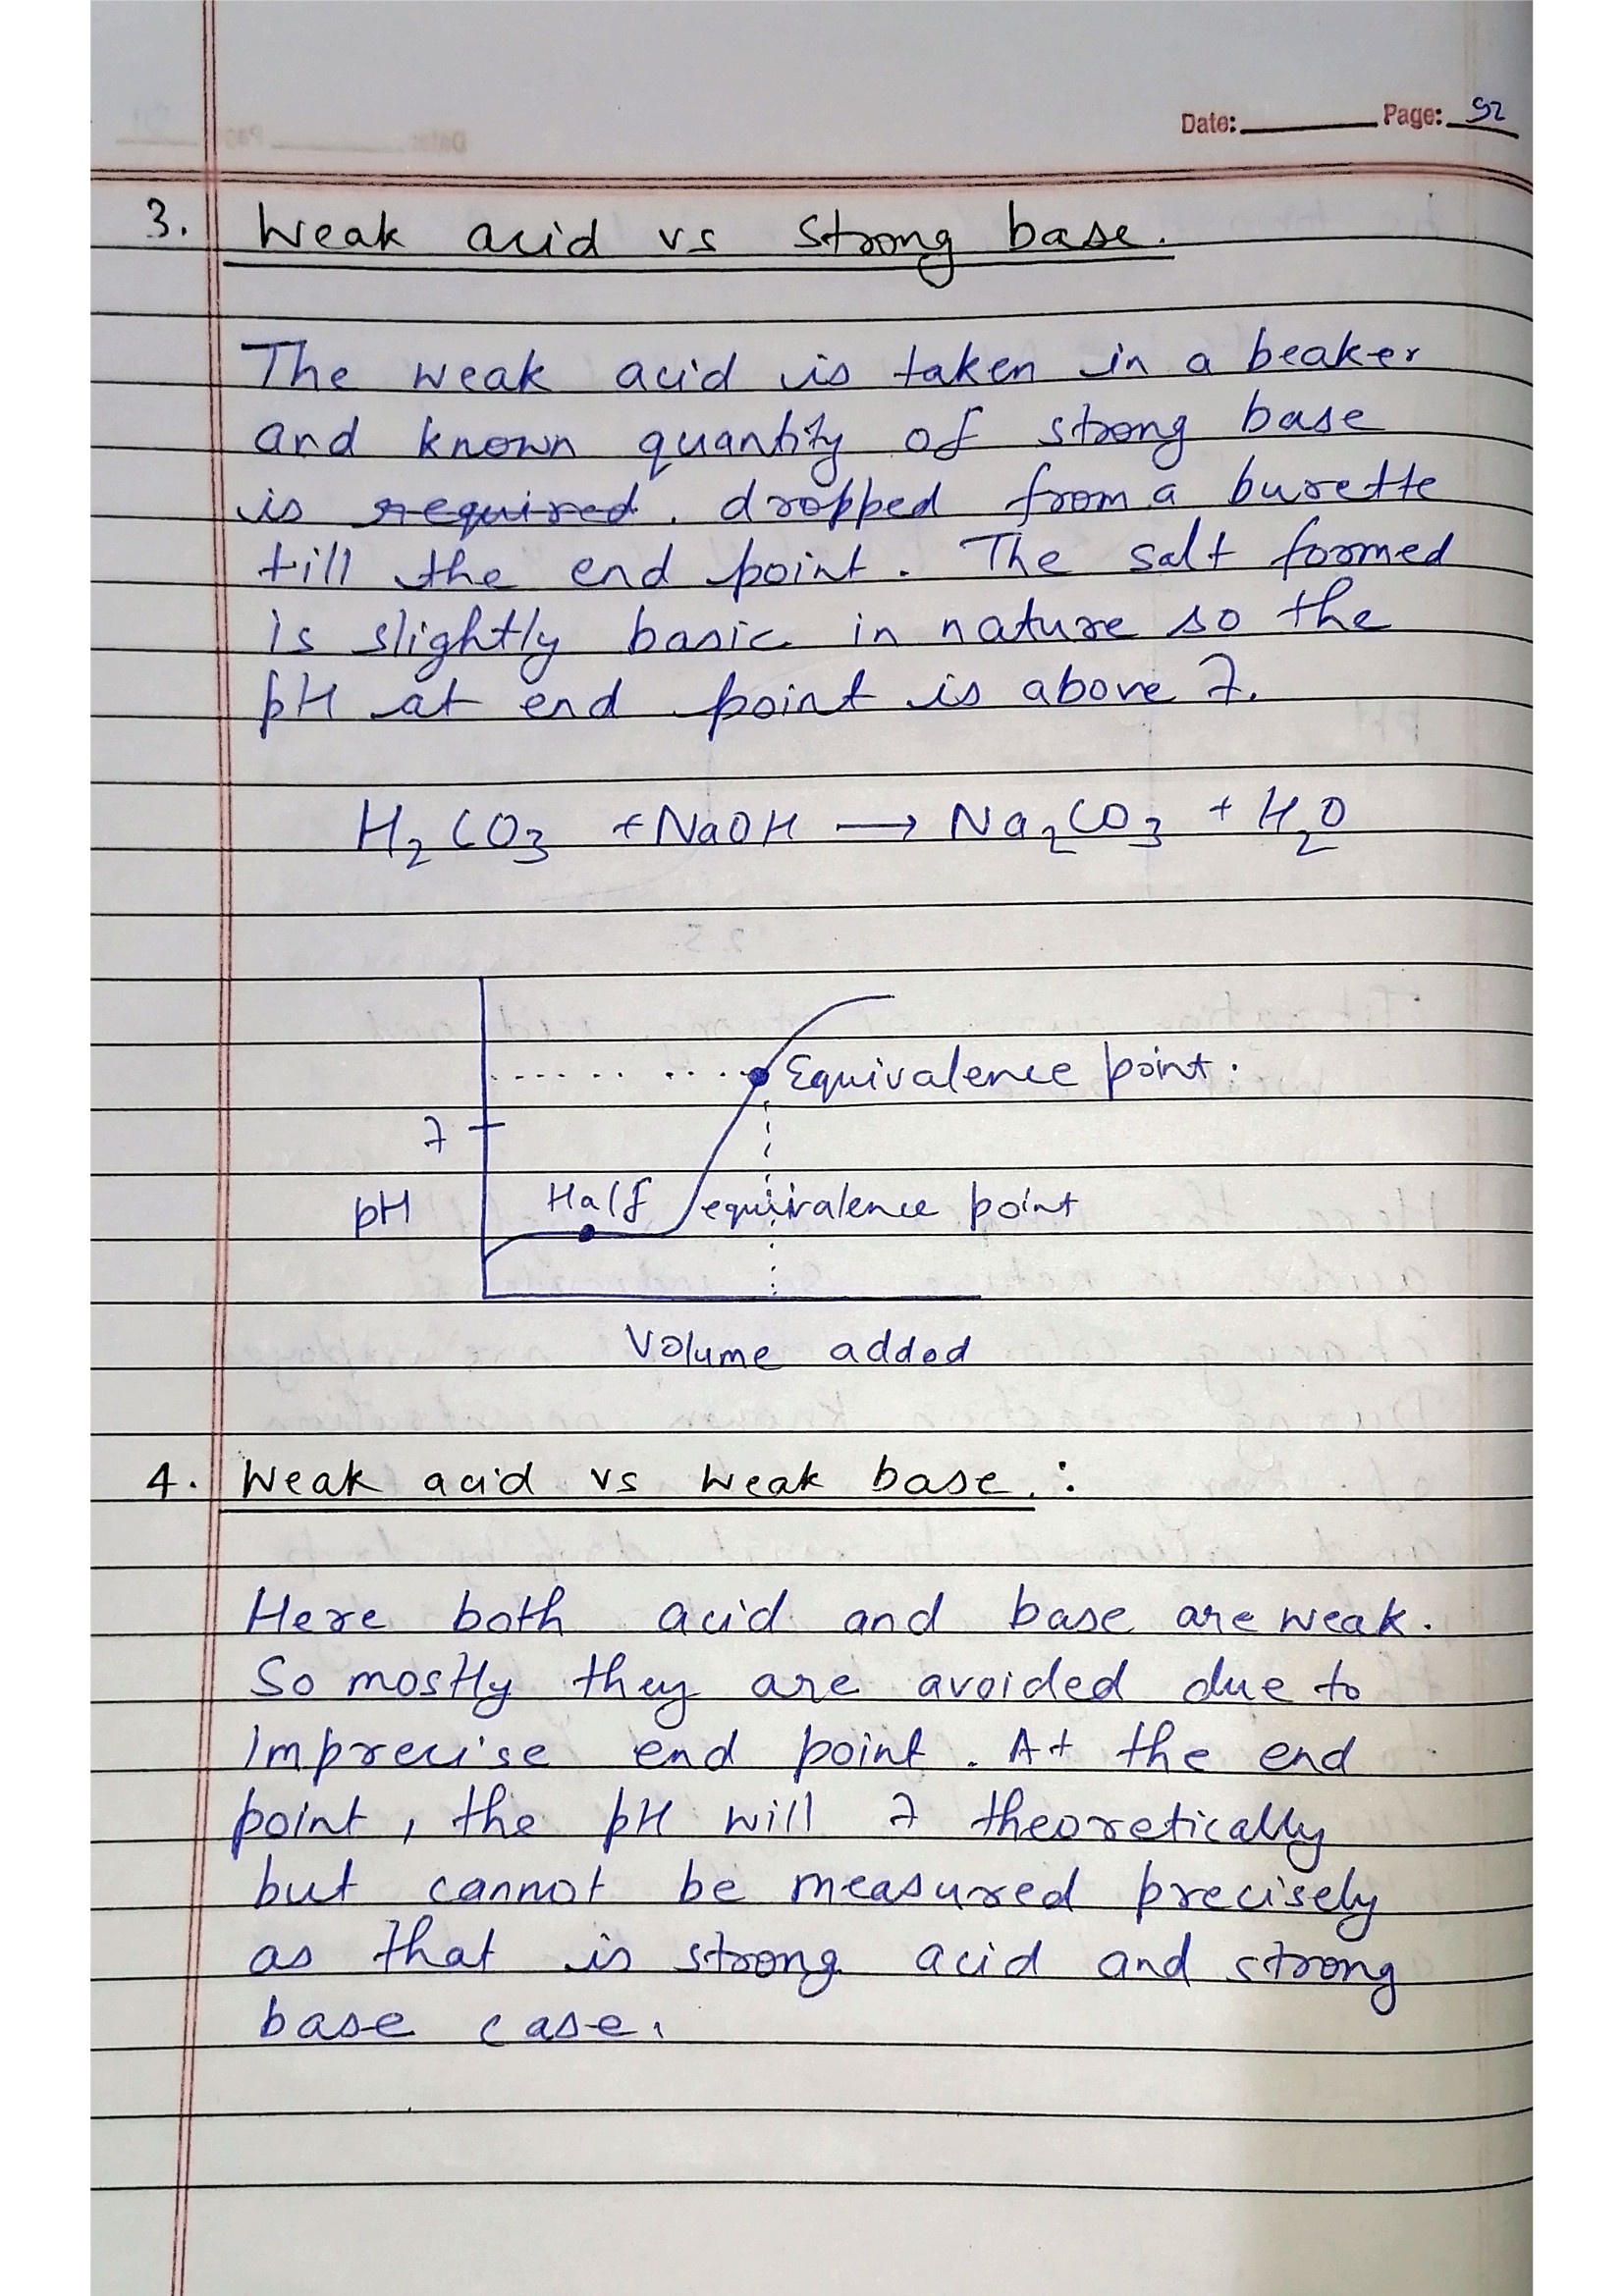 Date: Page: 52
3. Weak acid vs strong base.
The weak acid is taken in a beaker
and known quantity of strong base
is required. dropped from a burette
till the end point. The salt formed
is slightly basic in nature so the
pH at end point is above 7.
H₂CO₃ + NaOH → Na₂CO₃ + H₂O
Equivalence point.
7
pH
Half equivalence point
Volume added
4. Weak acid vs weak base. :
Here both acid and base are weak.
So mostly they are avoided due to
Imprecise end point. At the end
point, the pH will 7 theoretically
but cannot be measured precisely
as that is strong acid and strong
base case.